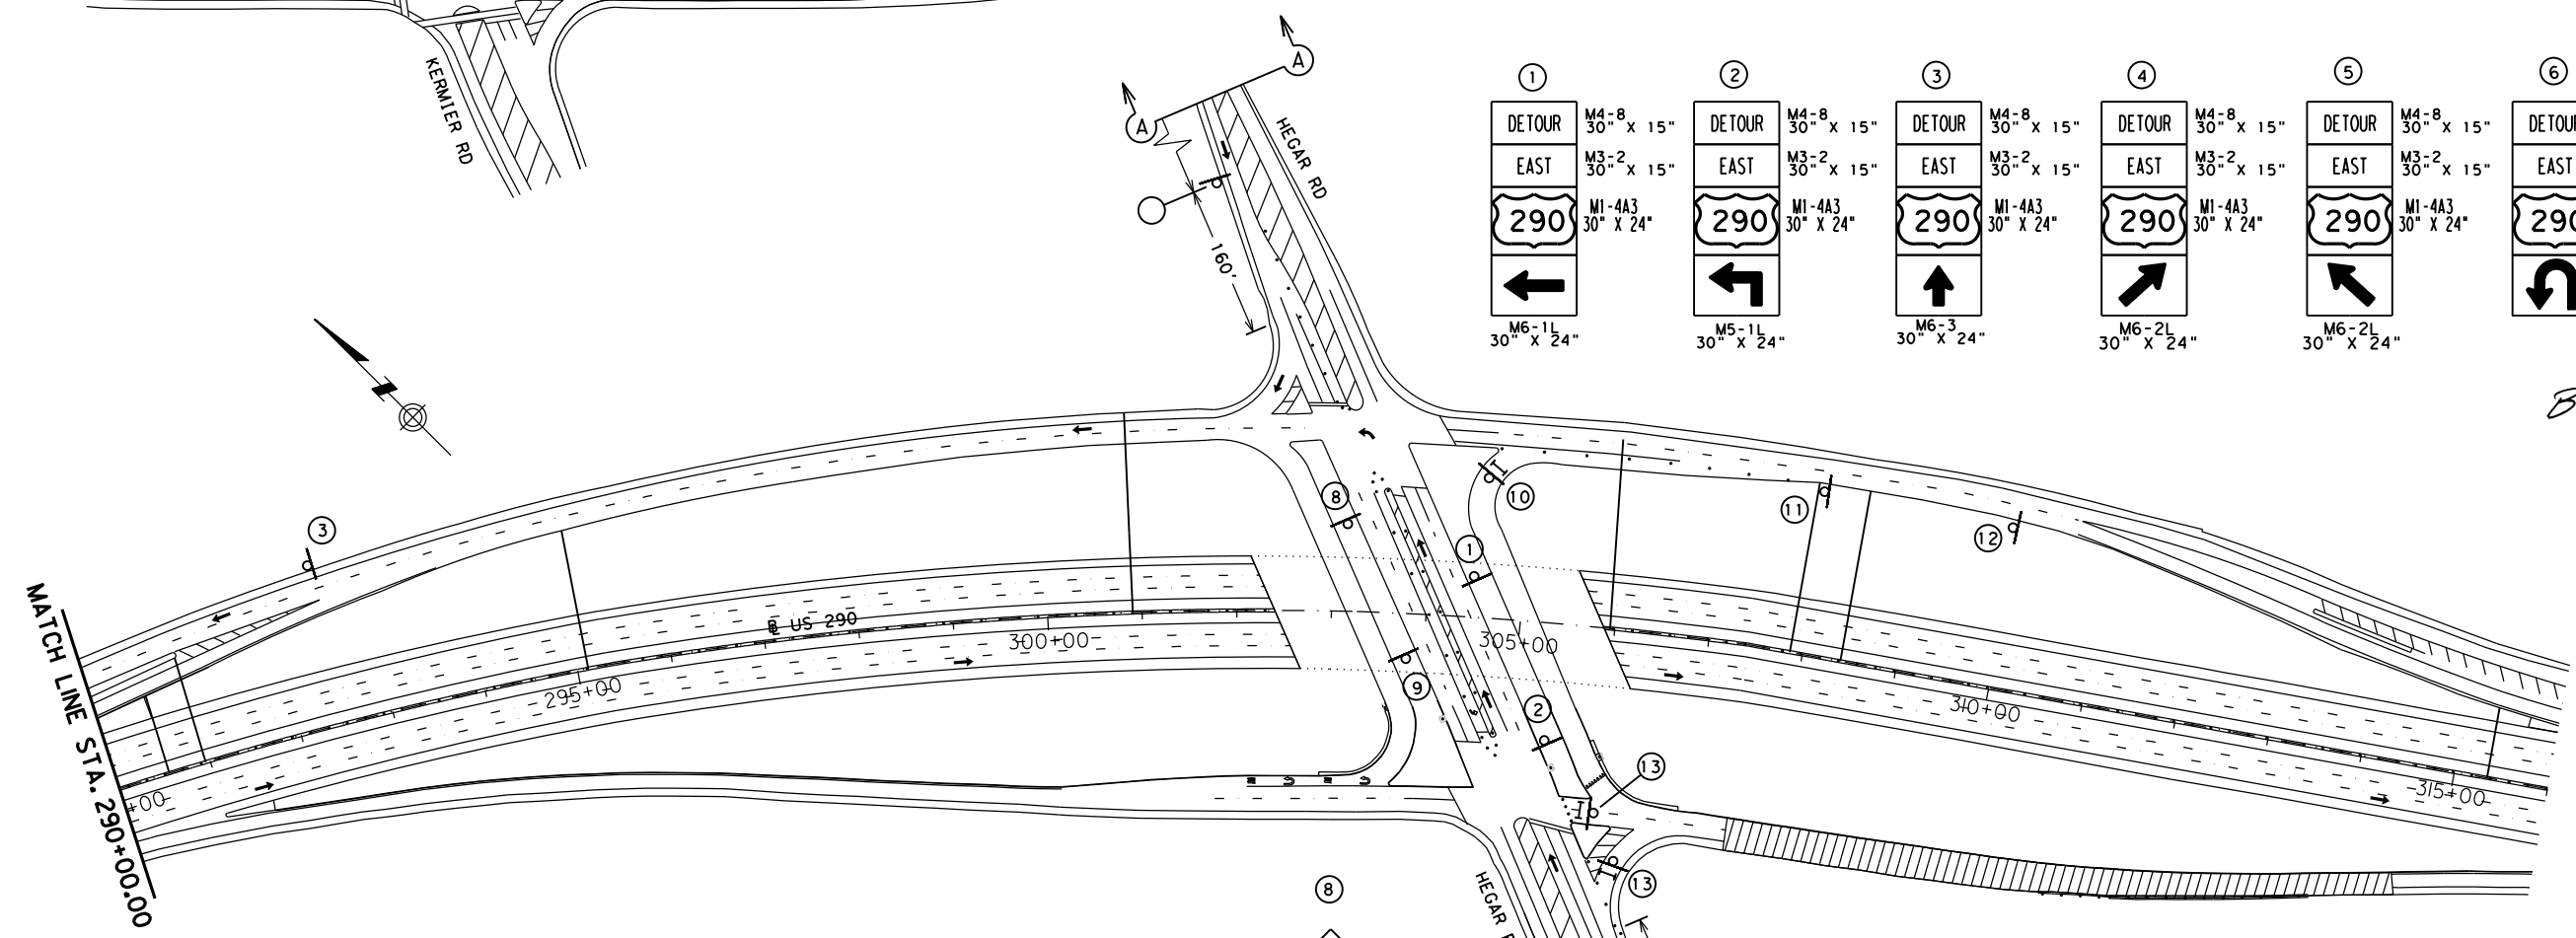 KERMIER RD
A
A
HEGAR RD
160'
1
2
3
4
5
6
DETOUR
M4-8
30" X 15"
DETOUR
M4-8
30" X 15"
DETOUR
M4-8
30" X 15"
DETOUR
M4-8
30" X 15"
DETOUR
M4-8
30" X 15"
EAST
M3-2
30" X 15"
EAST
M3-2
30" X 15"
EAST
M3-2
30" X 15"
EAST
M3-2
30" X 15"
EAST
M3-2
30" X 15"
EAST
290
M1-4A3
30" X 24"
290
M1-4A3
30" X 24"
290
M1-4A3
30" X 24"
290
M1-4A3
30" X 24"
290
M1-4A3
30" X 24"
M6-1L
30" X 24"
M5-1L
30" X 24"
M6-3
30" X 24"
M6-2L
30" X 24"
M6-2L
30" X 24"
3
8
10
11
12
1
9
2
13
13
8
US 290
295+00
300+00
305+00
310+00
315+00
+00
MATCH LINE STA. 290+00.00
HEGAR